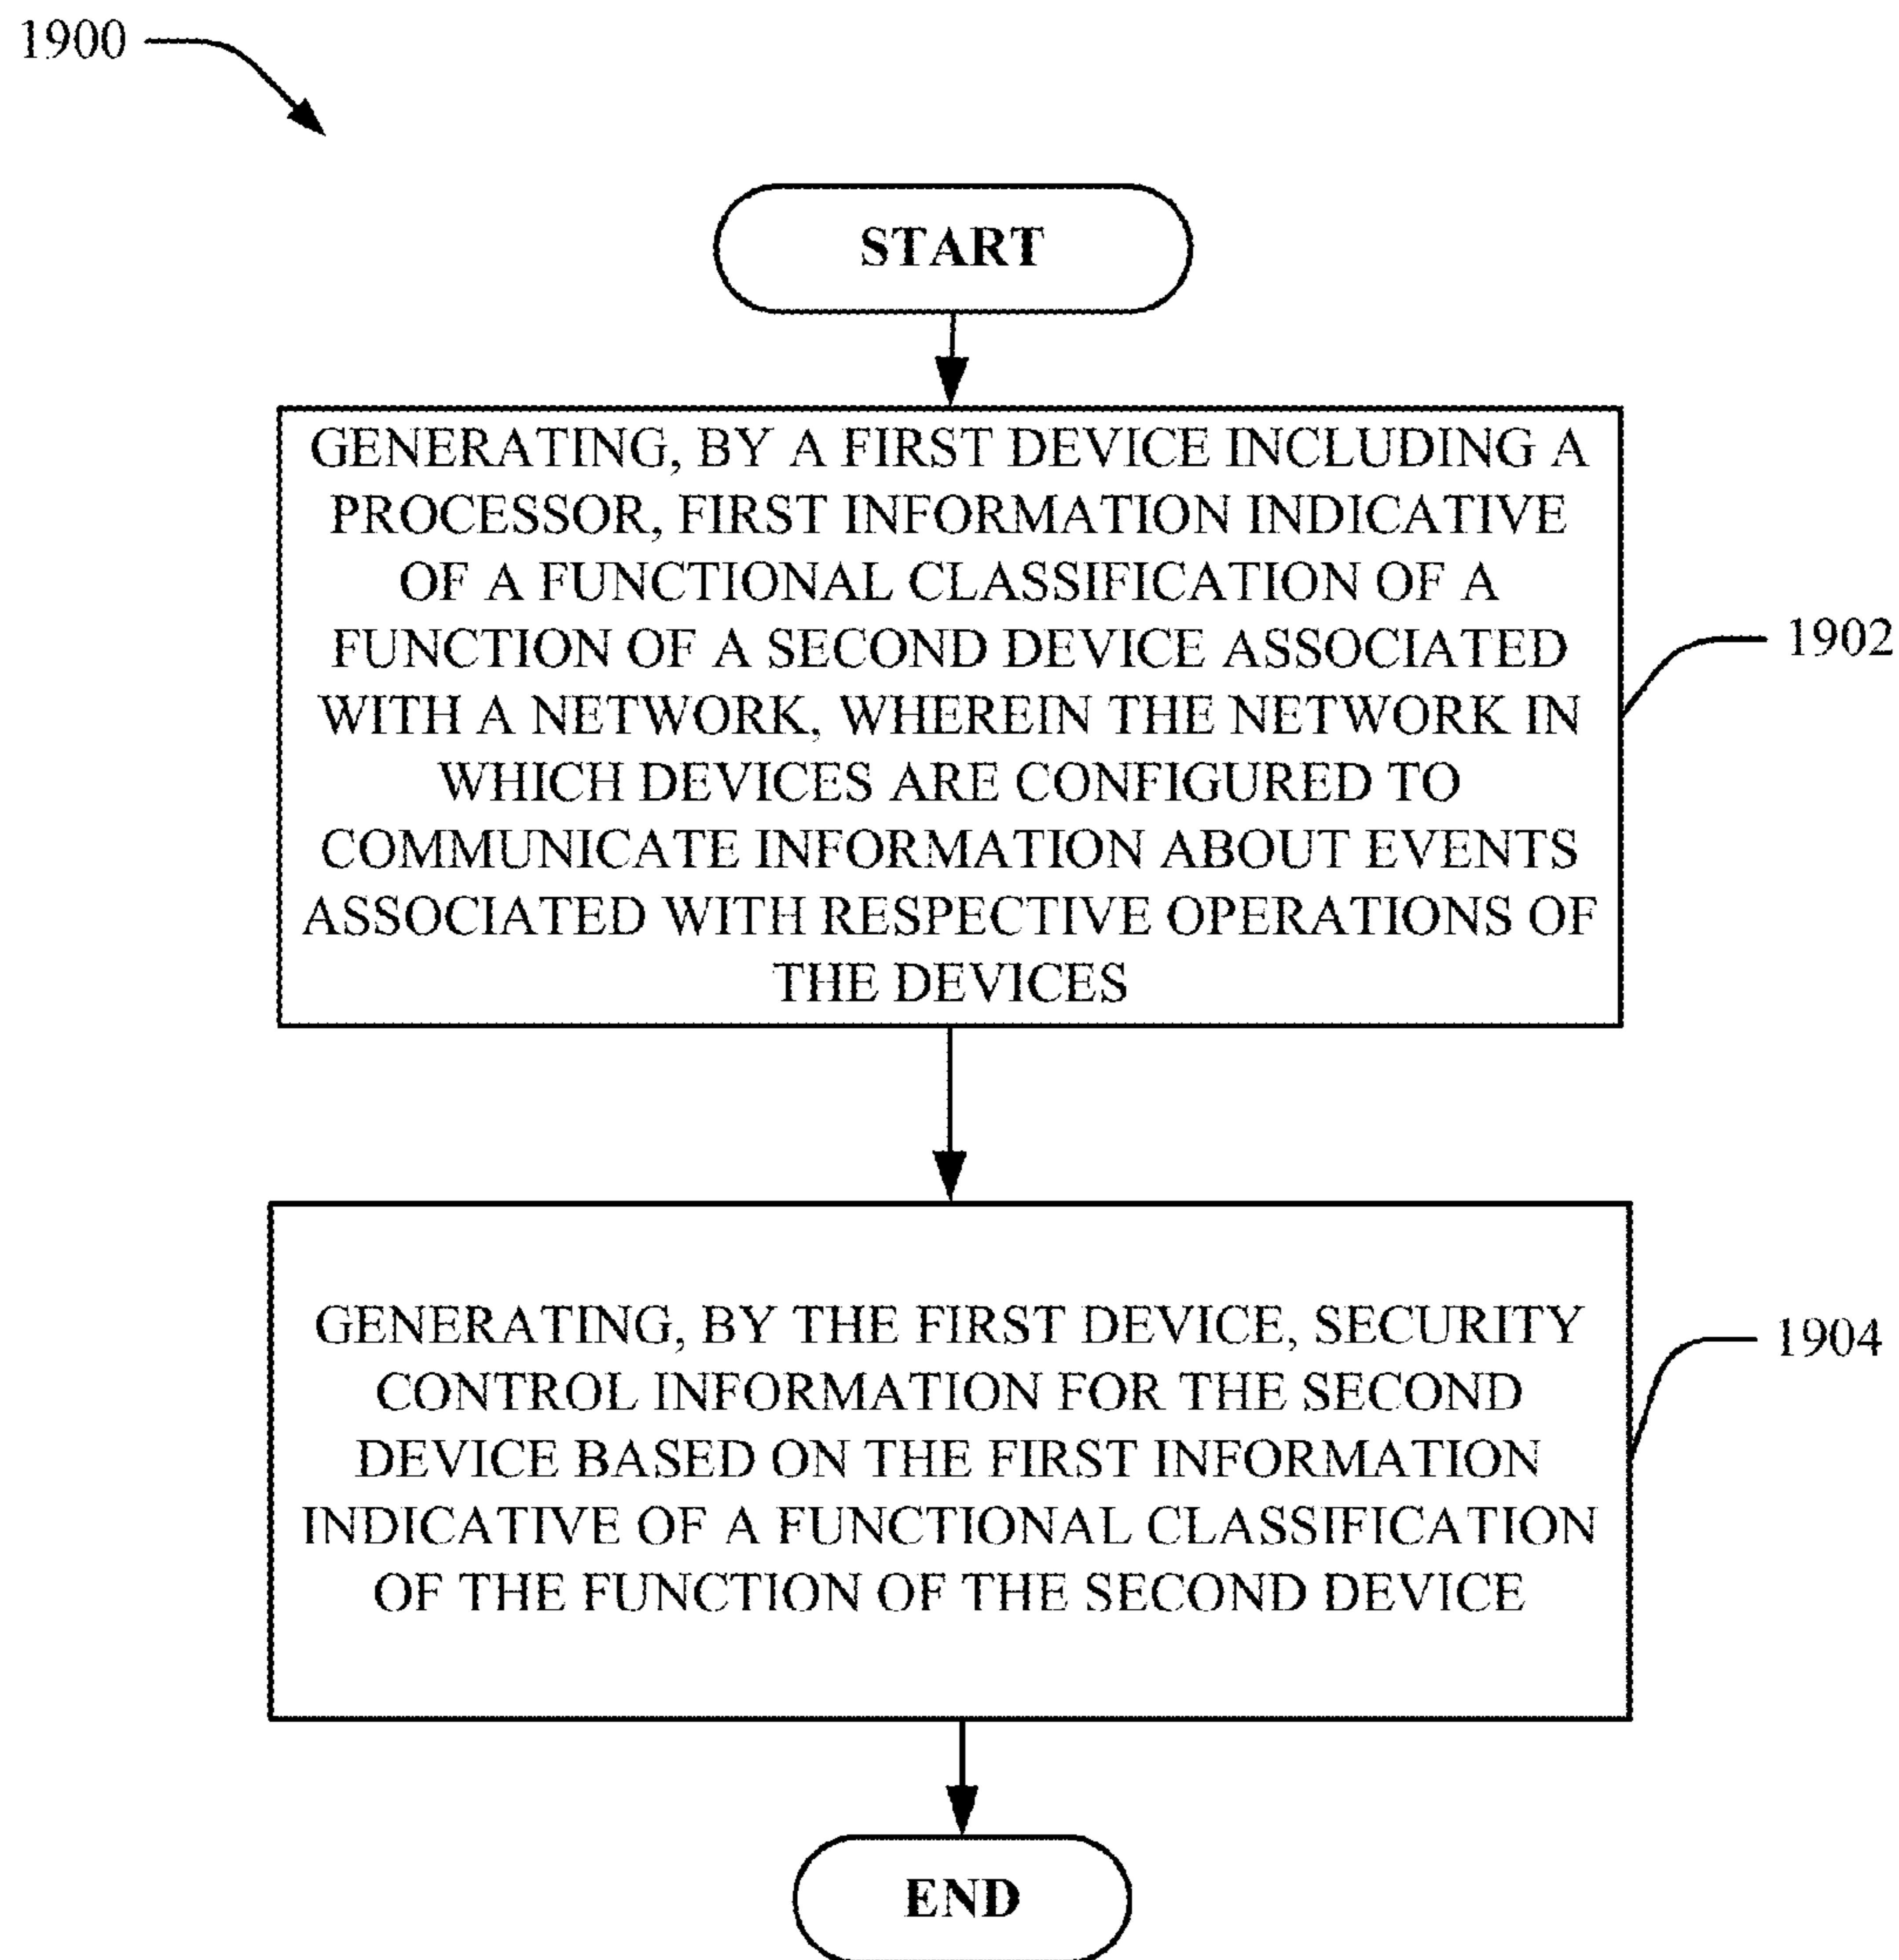 1900
START
GENERATING, BY A FIRST DEVICE INCLUDING A
PROCESSOR, FIRST INFORMATION INDICATIVE
OF A FUNCTIONAL CLASSIFICATION OF A
FUNCTION OF A SECOND DEVICE ASSOCIATED
WITH A NETWORK, WHEREIN THE NETWORK IN
WHICH DEVICES ARE CONFIGURED TO
COMMUNICATE INFORMATION ABOUT EVENTS
ASSOCIATED WITH RESPECTIVE OPERATIONS OF
THE DEVICES
1902
GENERATING, BY THE FIRST DEVICE, SECURITY
CONTROL INFORMATION FOR THE SECOND
DEVICE BASED ON THE FIRST INFORMATION
INDICATIVE OF A FUNCTIONAL CLASSIFICATION
OF THE FUNCTION OF THE SECOND DEVICE
1904
END